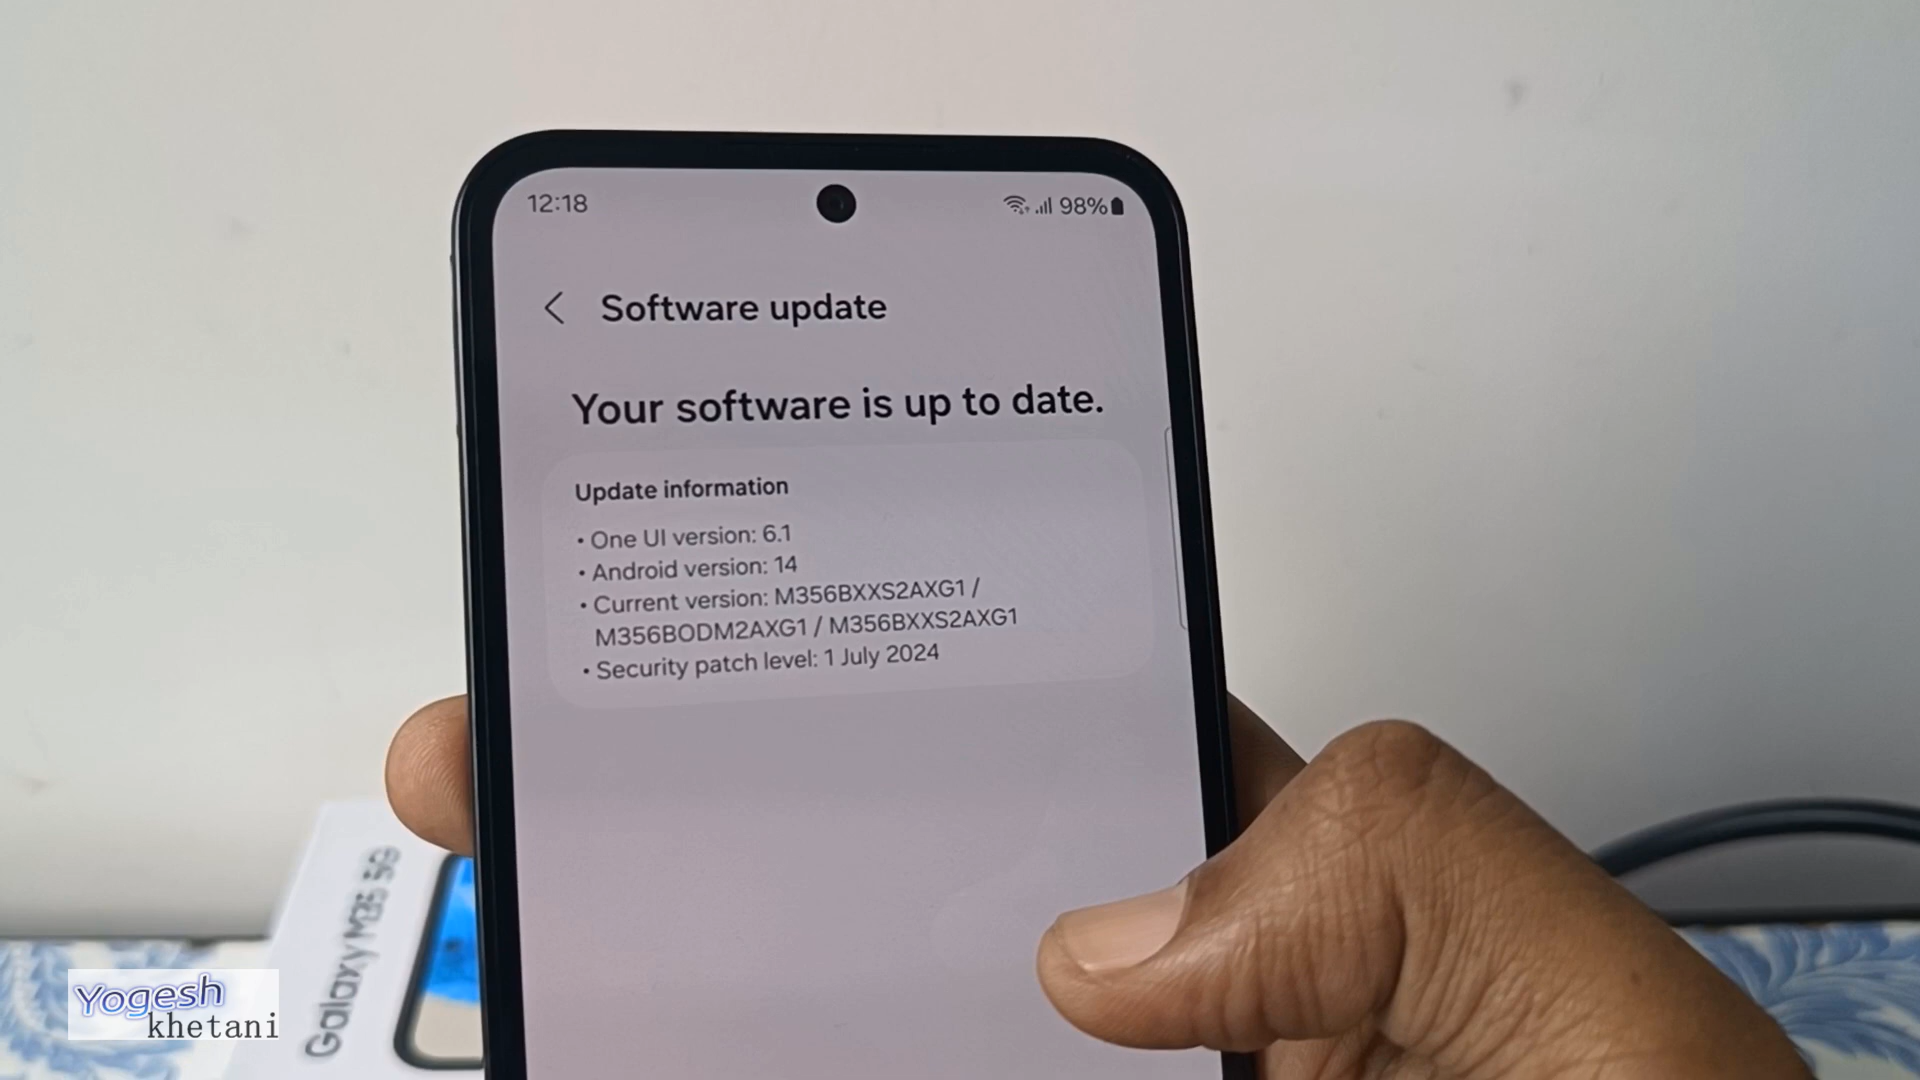 12:18
98%
Software update
Your software is up to date.
Update information
• One UI version: 6.1
• Android version: 14
• Current version: M356BXXS2AXG1 /
M356BODM2AXG1 / M356BXXS2AXG1
• Security patch level: 1 July 2024
Galaxy M35 5G
Yogesh
khetani